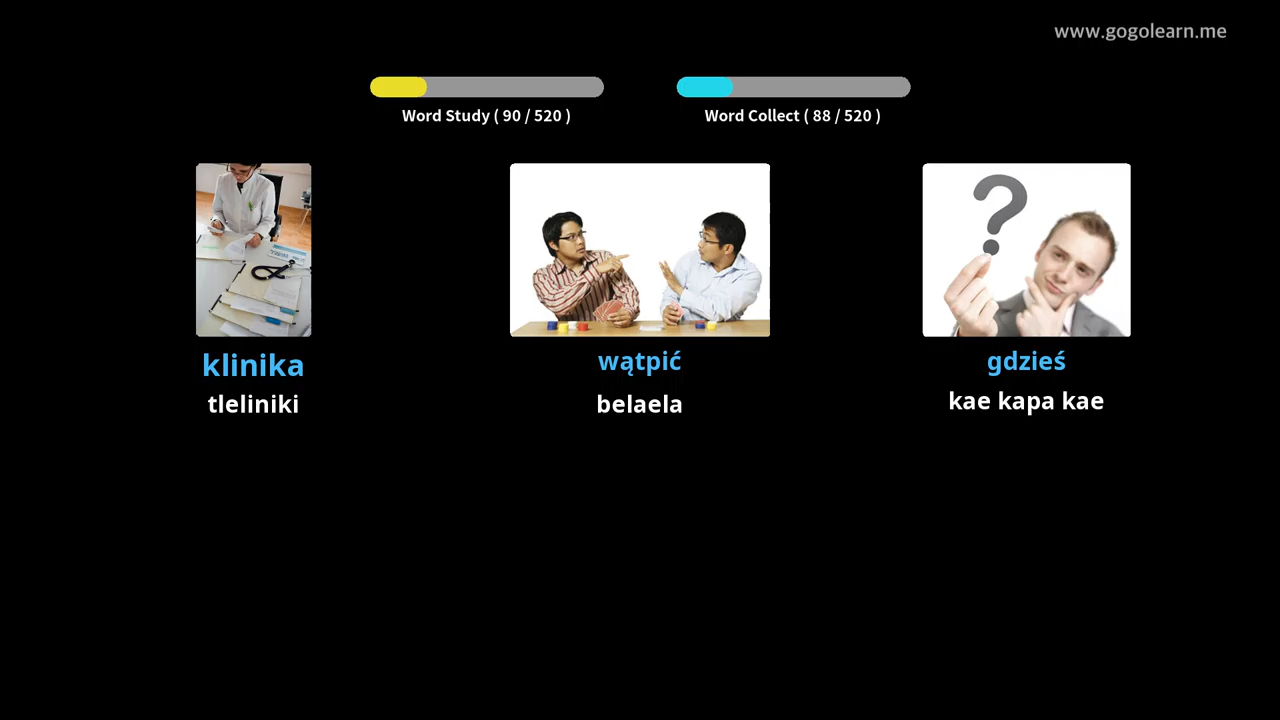 www.gogolearn.me
Word Study ( 90 / 520 )
Word Collect ( 88 / 520 )
klinika
wątpić
gdzieś
tleliniki
belaela
kae kapa kae